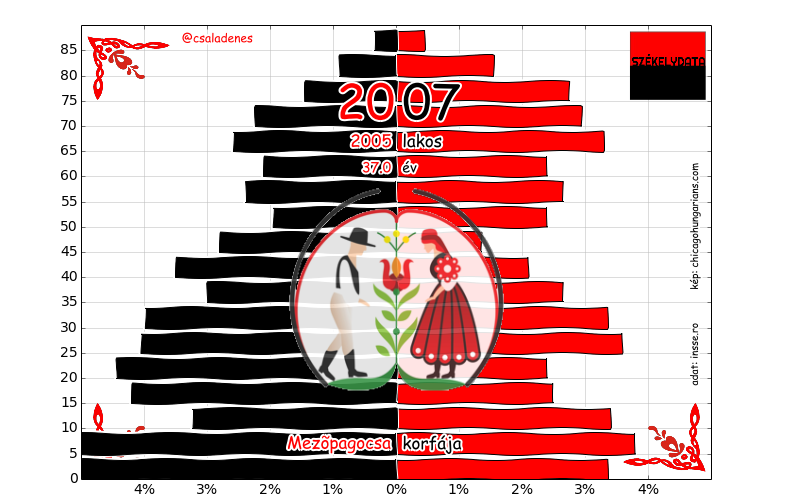 @csaladenes
SZÉKELYDATA
2007
2005 lakos
37.0 év
kép: chicagohungarians.com
adat: insse.ro
Mezőpagocsa korfája
85
80
75
70
65
60
55
50
45
40
35
30
25
20
15
10
5
0
4% 3% 2% 1% 0% 1% 2% 3% 4%